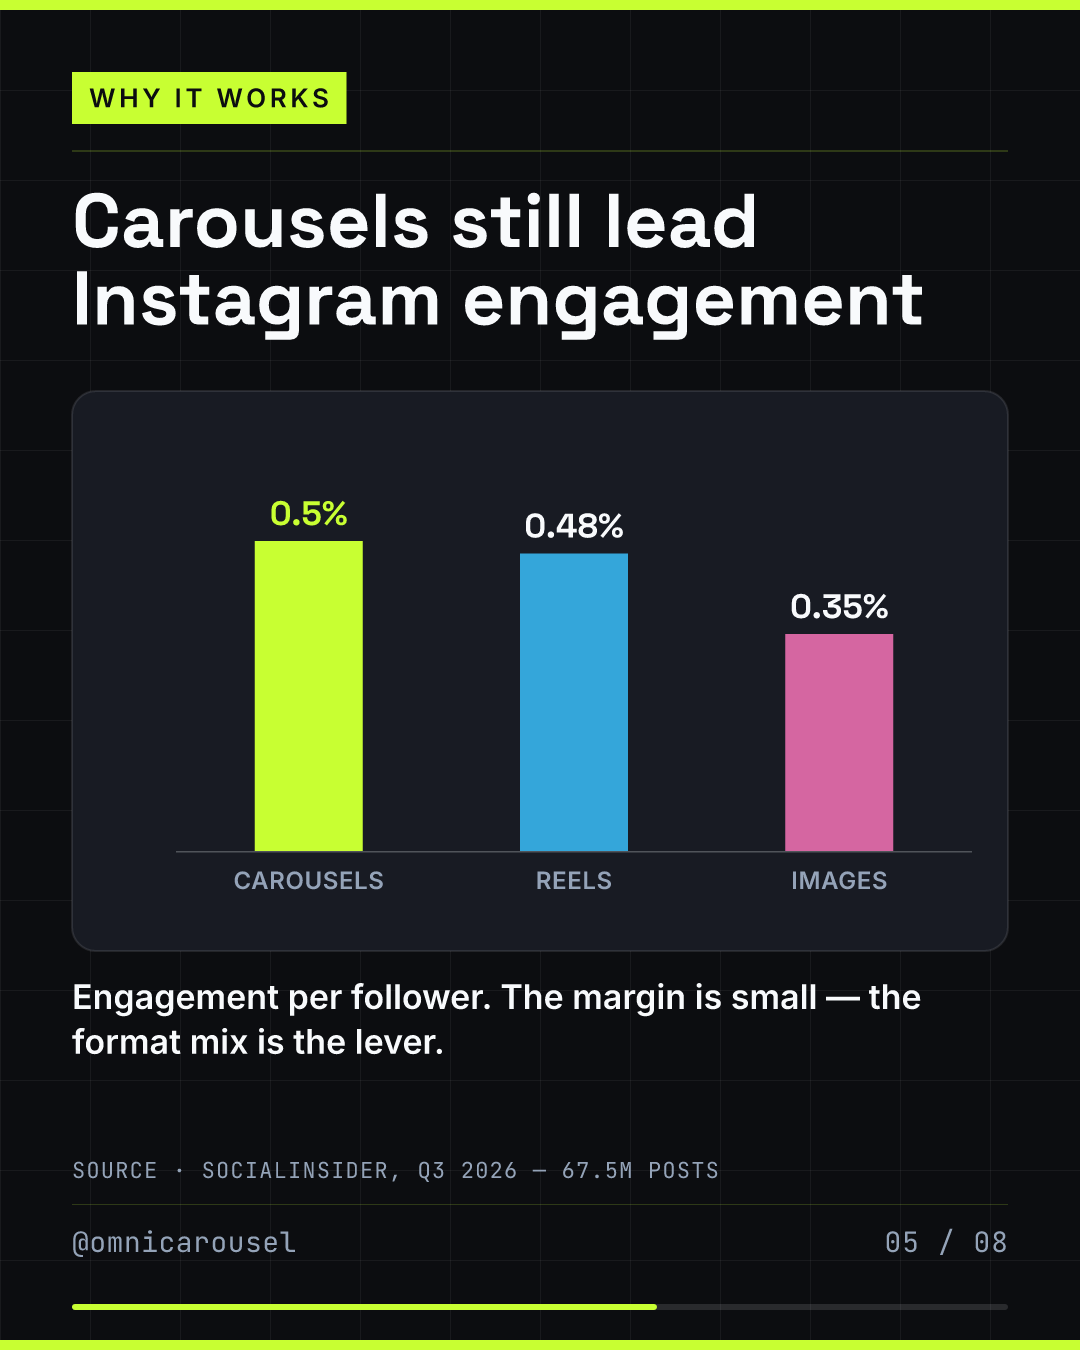 WHY IT WORKS
Carousels still lead
Instagram engagement
0.5%
0.48%
0.35%
CAROUSELS
REELS
IMAGES
Engagement per follower. The margin is small — the
format mix is the lever.
SOURCE · SOCIALINSIDER, Q3 2026 — 67.5M POSTS
@omnicarousel
05 / 08